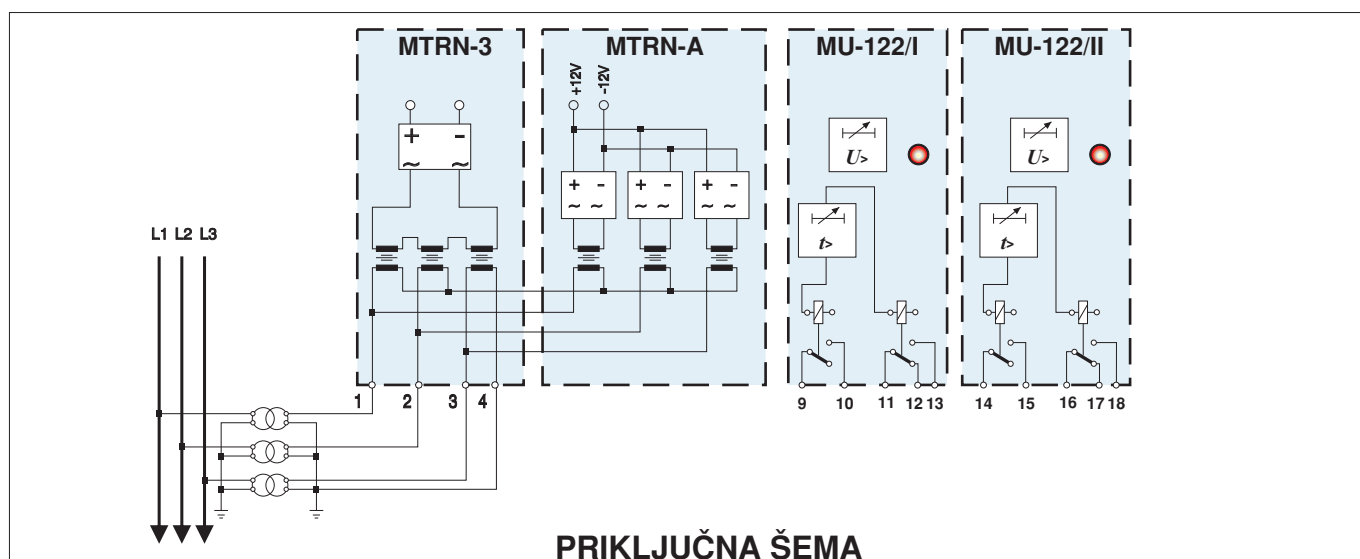 MTRN-3 MTRN-A MU-122/I MU-122/II
+12V -12V
+ -
~ ~
U> U>
+ - + - + -
~ ~ ~ ~ ~ ~
t> t>
L1 L2 L3
1 2 3 4 9 10 11 12 13 14 15 16 17 18
PRIKLJUČNA ŠEMA